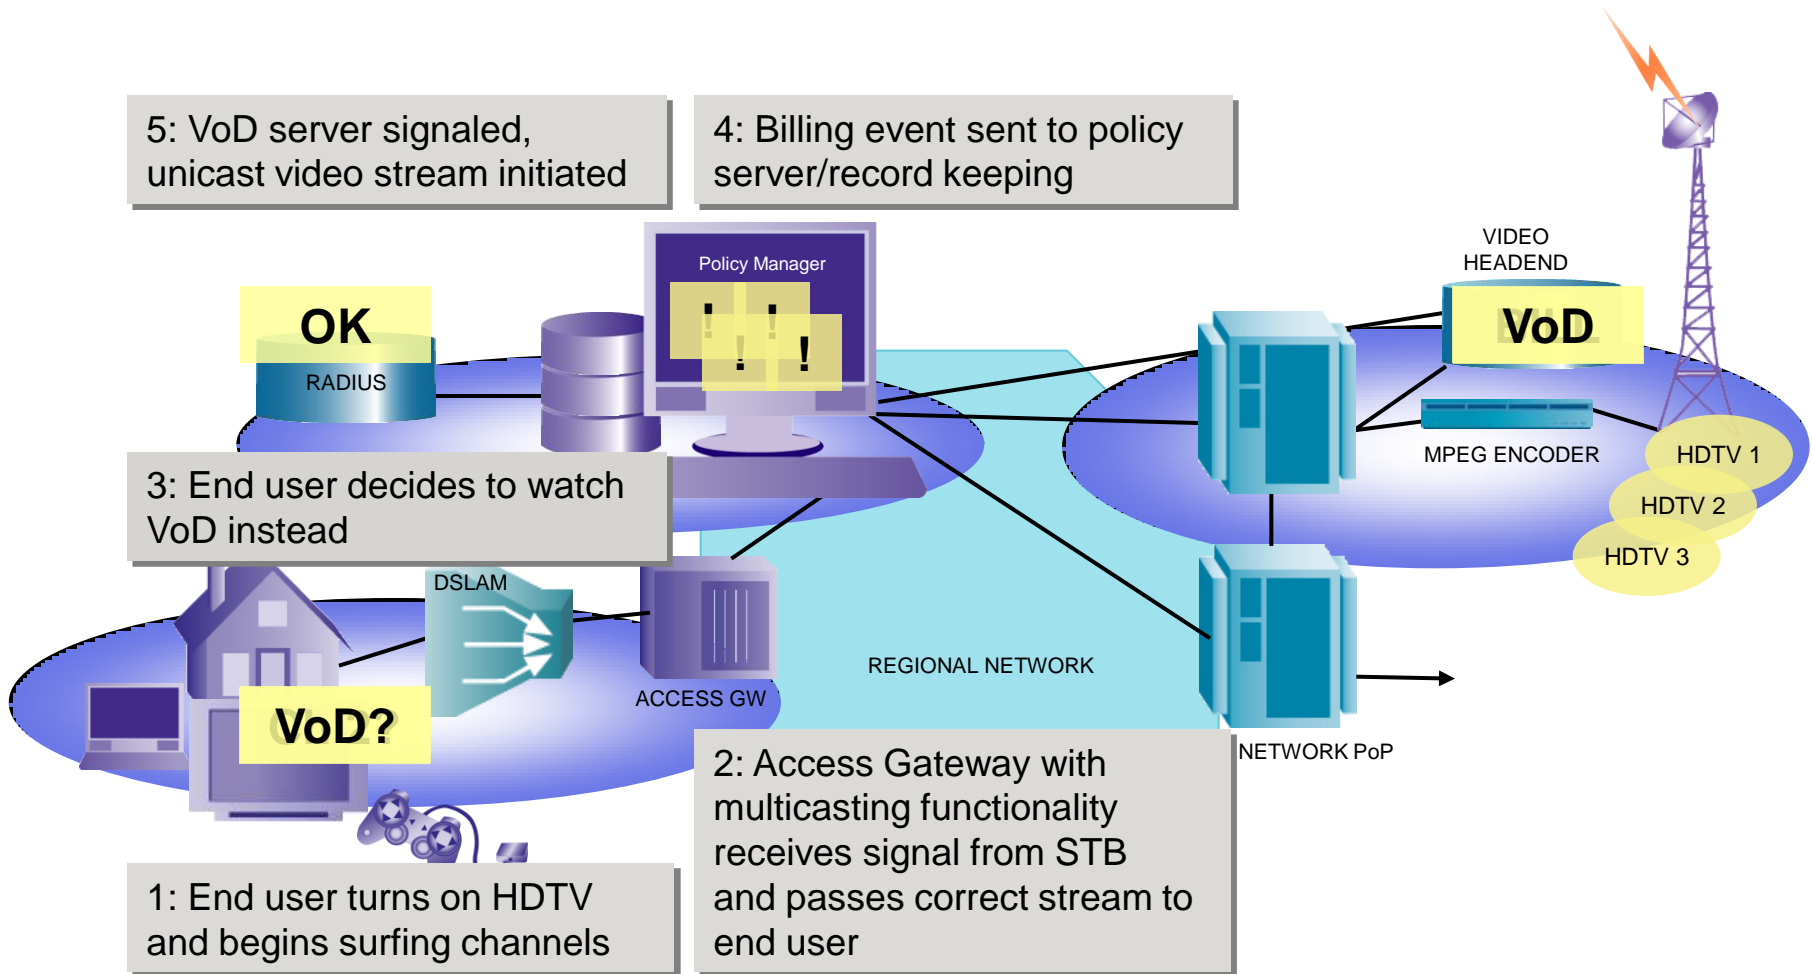 5: VoD server signaled,
unicast video stream initiated
4: Billing event sent to policy
server/record keeping
VIDEO
HEADEND
Policy Manager
! !
! !
OK
RADIUS
VoD
MPEG ENCODER
HDTV 1
HDTV 2
HDTV 3
3: End user decides to watch
VoD instead
DSLAM
REGIONAL NETWORK
ACCESS GW
VoD?
NETWORK PoP
2: Access Gateway with
multicasting functionality
receives signal from STB
and passes correct stream to
end user
1: End user turns on HDTV
and begins surfing channels